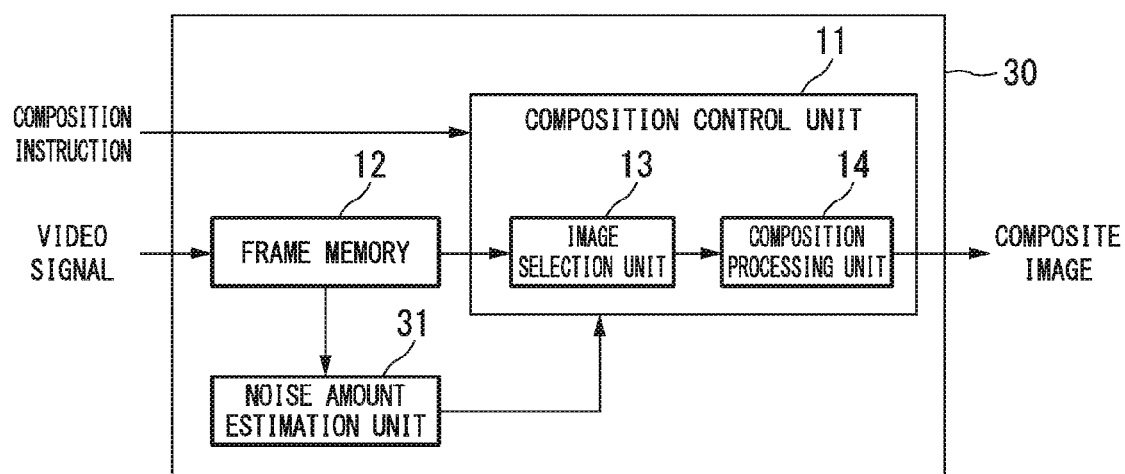 11
30
COMPOSITION
INSTRUCTION
COMPOSITION CONTROL UNIT
12
13
14
VIDEO
SIGNAL
FRAME MEMORY
IMAGE
SELECTION UNIT
COMPOSITION
PROCESSING UNIT
COMPOSITE
IMAGE
31
NOISE AMOUNT
ESTIMATION UNIT